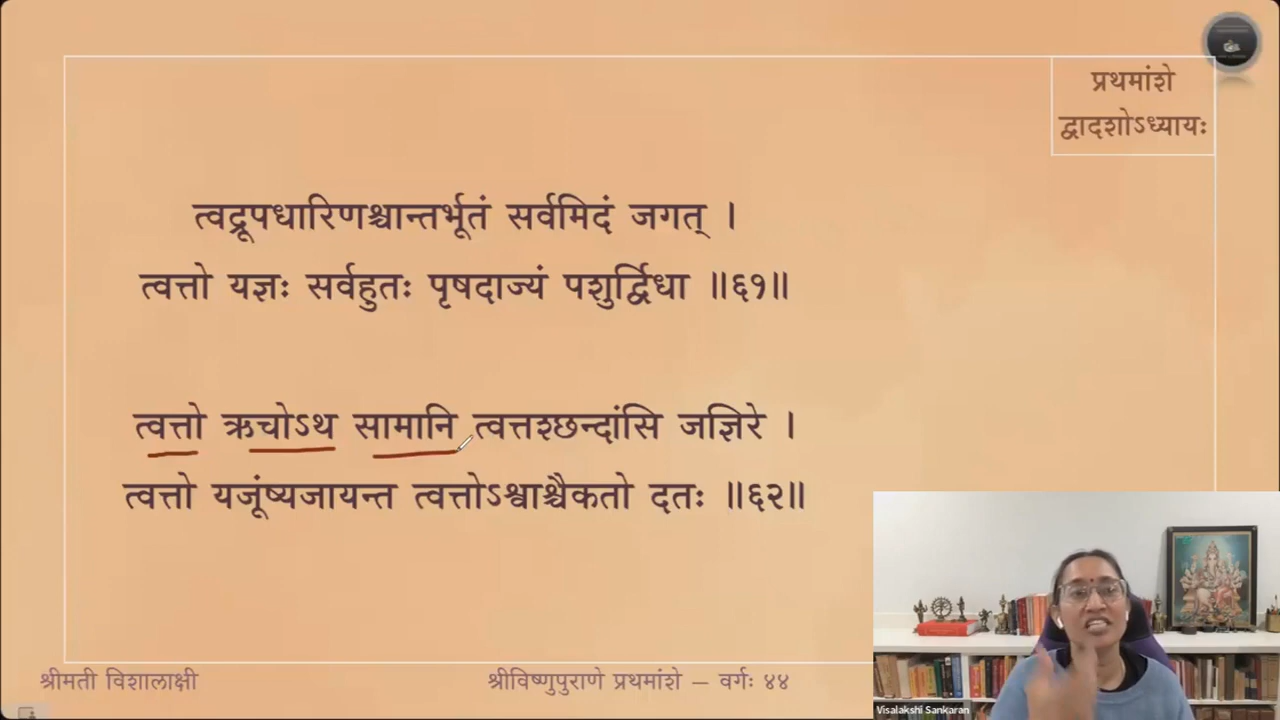 प्रथमांशे
द्वादशोऽध्यायः
त्वद्रूपधारिणश्चान्तर्भूतं सर्वमिदं जगत् ।
त्वत्तो यज्ञः सर्वहुतः पृषदाज्यं पशुर्द्विधा ॥६१॥
त्वत्तो ऋचोऽथ सामानि त्वत्तश्छन्दांसि जज्ञिरे ।
त्वत्तो यजूंष्यजायन्त त्वत्तोऽश्वाश्चैकतो दतः ॥६२॥
श्रीमती विशालाक्षी
श्रीविष्णुपुराणे प्रथमांशे – वर्गः ४४
Visalakshi Sankaran